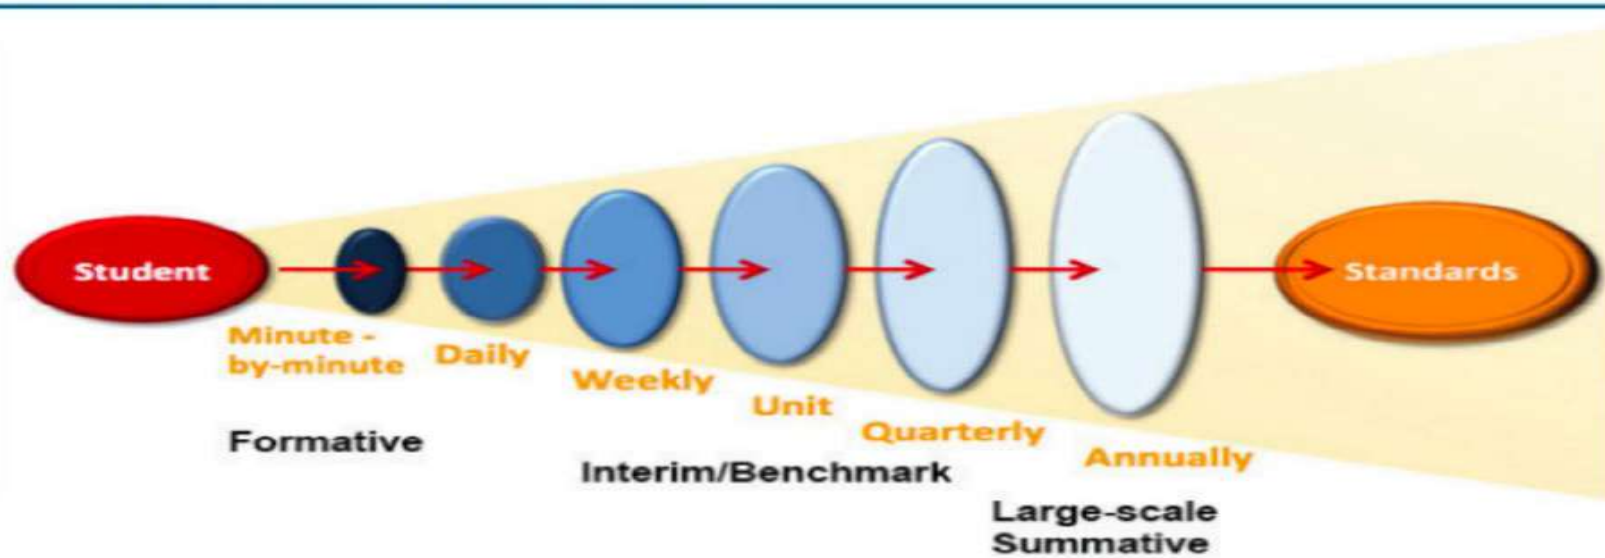 Student
Standards
Minute -
by-minute
Daily
Weekly
Unit
Quarterly
Annually
Formative
Interim/Benchmark
Large-scale
Summative